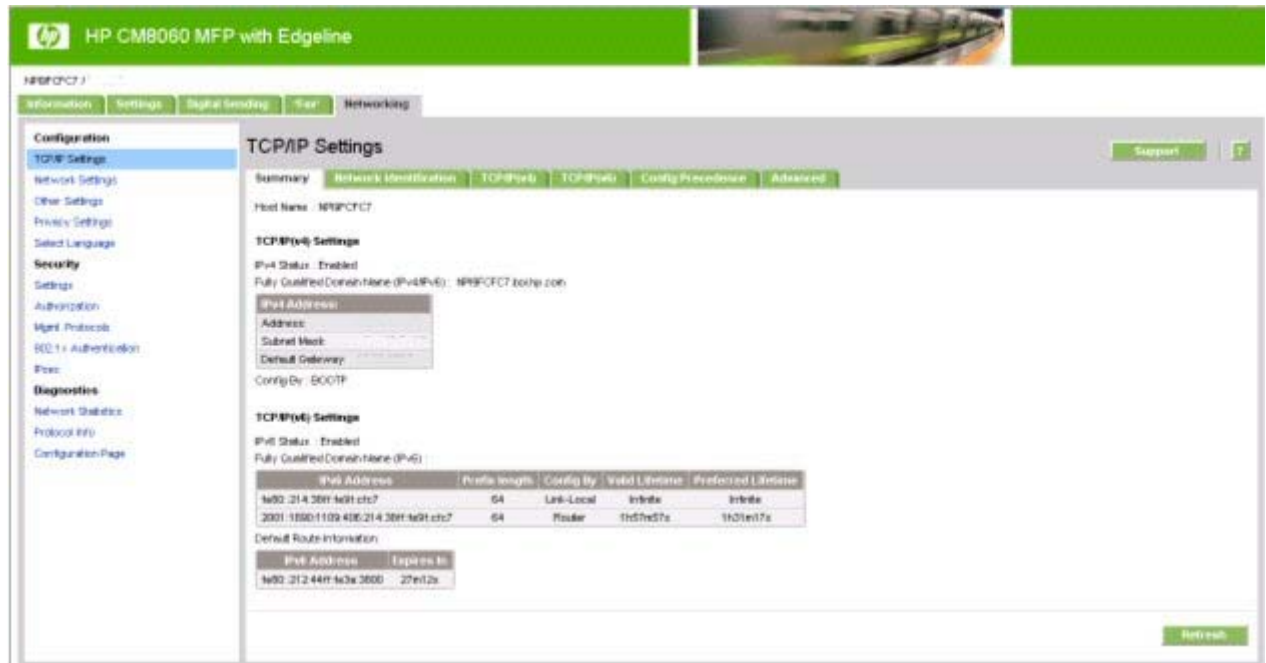 hp HP CM8060 MFP with Edgeline
Information Settings Digital Sending Fax Networking
Configuration
TCP/IP Settings
Network Settings
Other Settings
Privacy Settings
Select Language
Security
Settings
Authorization
Mgmt. Protocols
802.1x Authentication
IPsec
Diagnostics
Network Statistics
Protocol Info
Configuration Page
TCP/IP Settings
Support ?
Summary Network Identification TCP/IP(v4) TCP/IP(v6) Config Precedence Advanced
Host Name :
TCP/IP(v4) Settings
IPv4 Status : Enabled
Fully Qualified Domain Name (IPv4/IPv6) :
IPv4 Address:
Address
Subnet Mask
Default Gateway
Config By : BOOTP
TCP/IP(v6) Settings
IPv6 Status : Enabled
Fully Qualified Domain Name (IPv6) :
IPv6 Address Prefix length Config By Valid Lifetime Preferred Lifetime
64 Link-Local Infinite Infinite
64 Router 1h57m57s 1h31m17s
Default Route Information
IPv6 Address Expires In
27m12s
Refresh